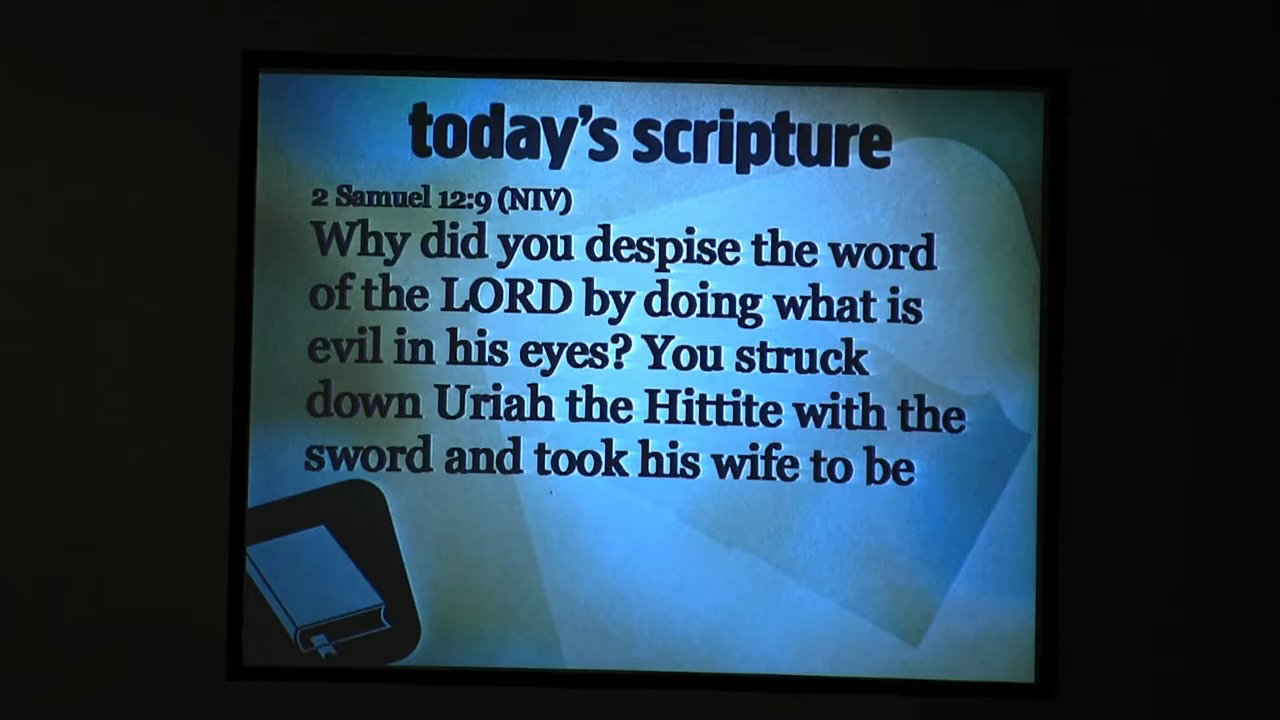 today's scripture
2 Samuel 12:9 (NIV)
Why did you despise the word
of the LORD by doing what is
evil in his eyes? You struck
down Uriah the Hittite with the
sword and took his wife to be